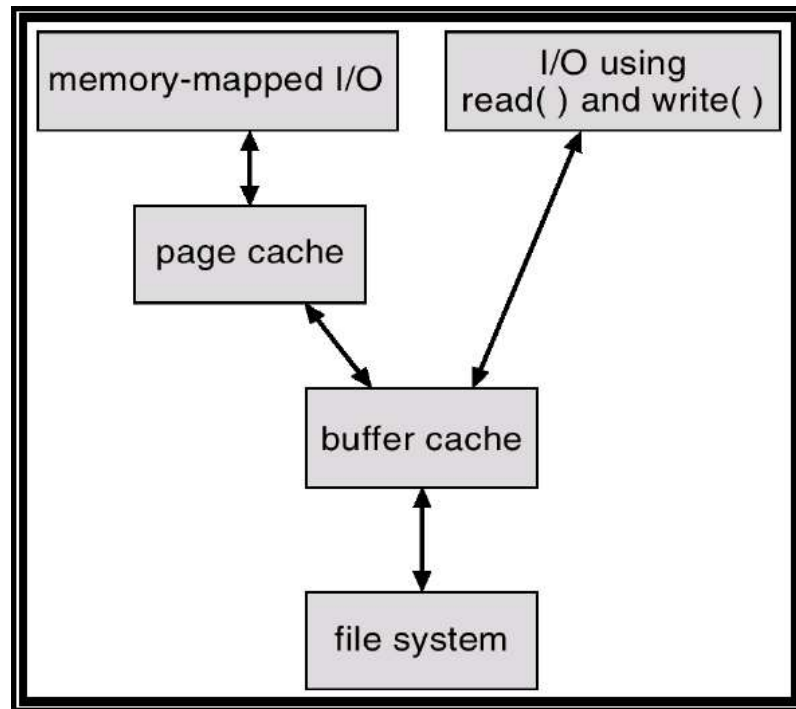 memory-mapped I/O
I/O using
read( ) and write( )
page cache
buffer cache
file system